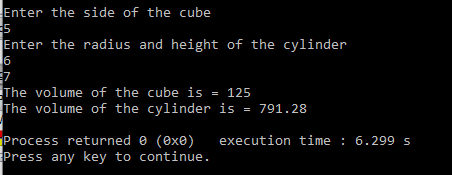 Enter the side of the cube
5
Enter the radius and height of the cylinder
6
7
The volume of the cube is = 125
The volume of the cylinder is = 791.28
Process returned 0 (0x0)   execution time : 6.299 s
Press any key to continue.